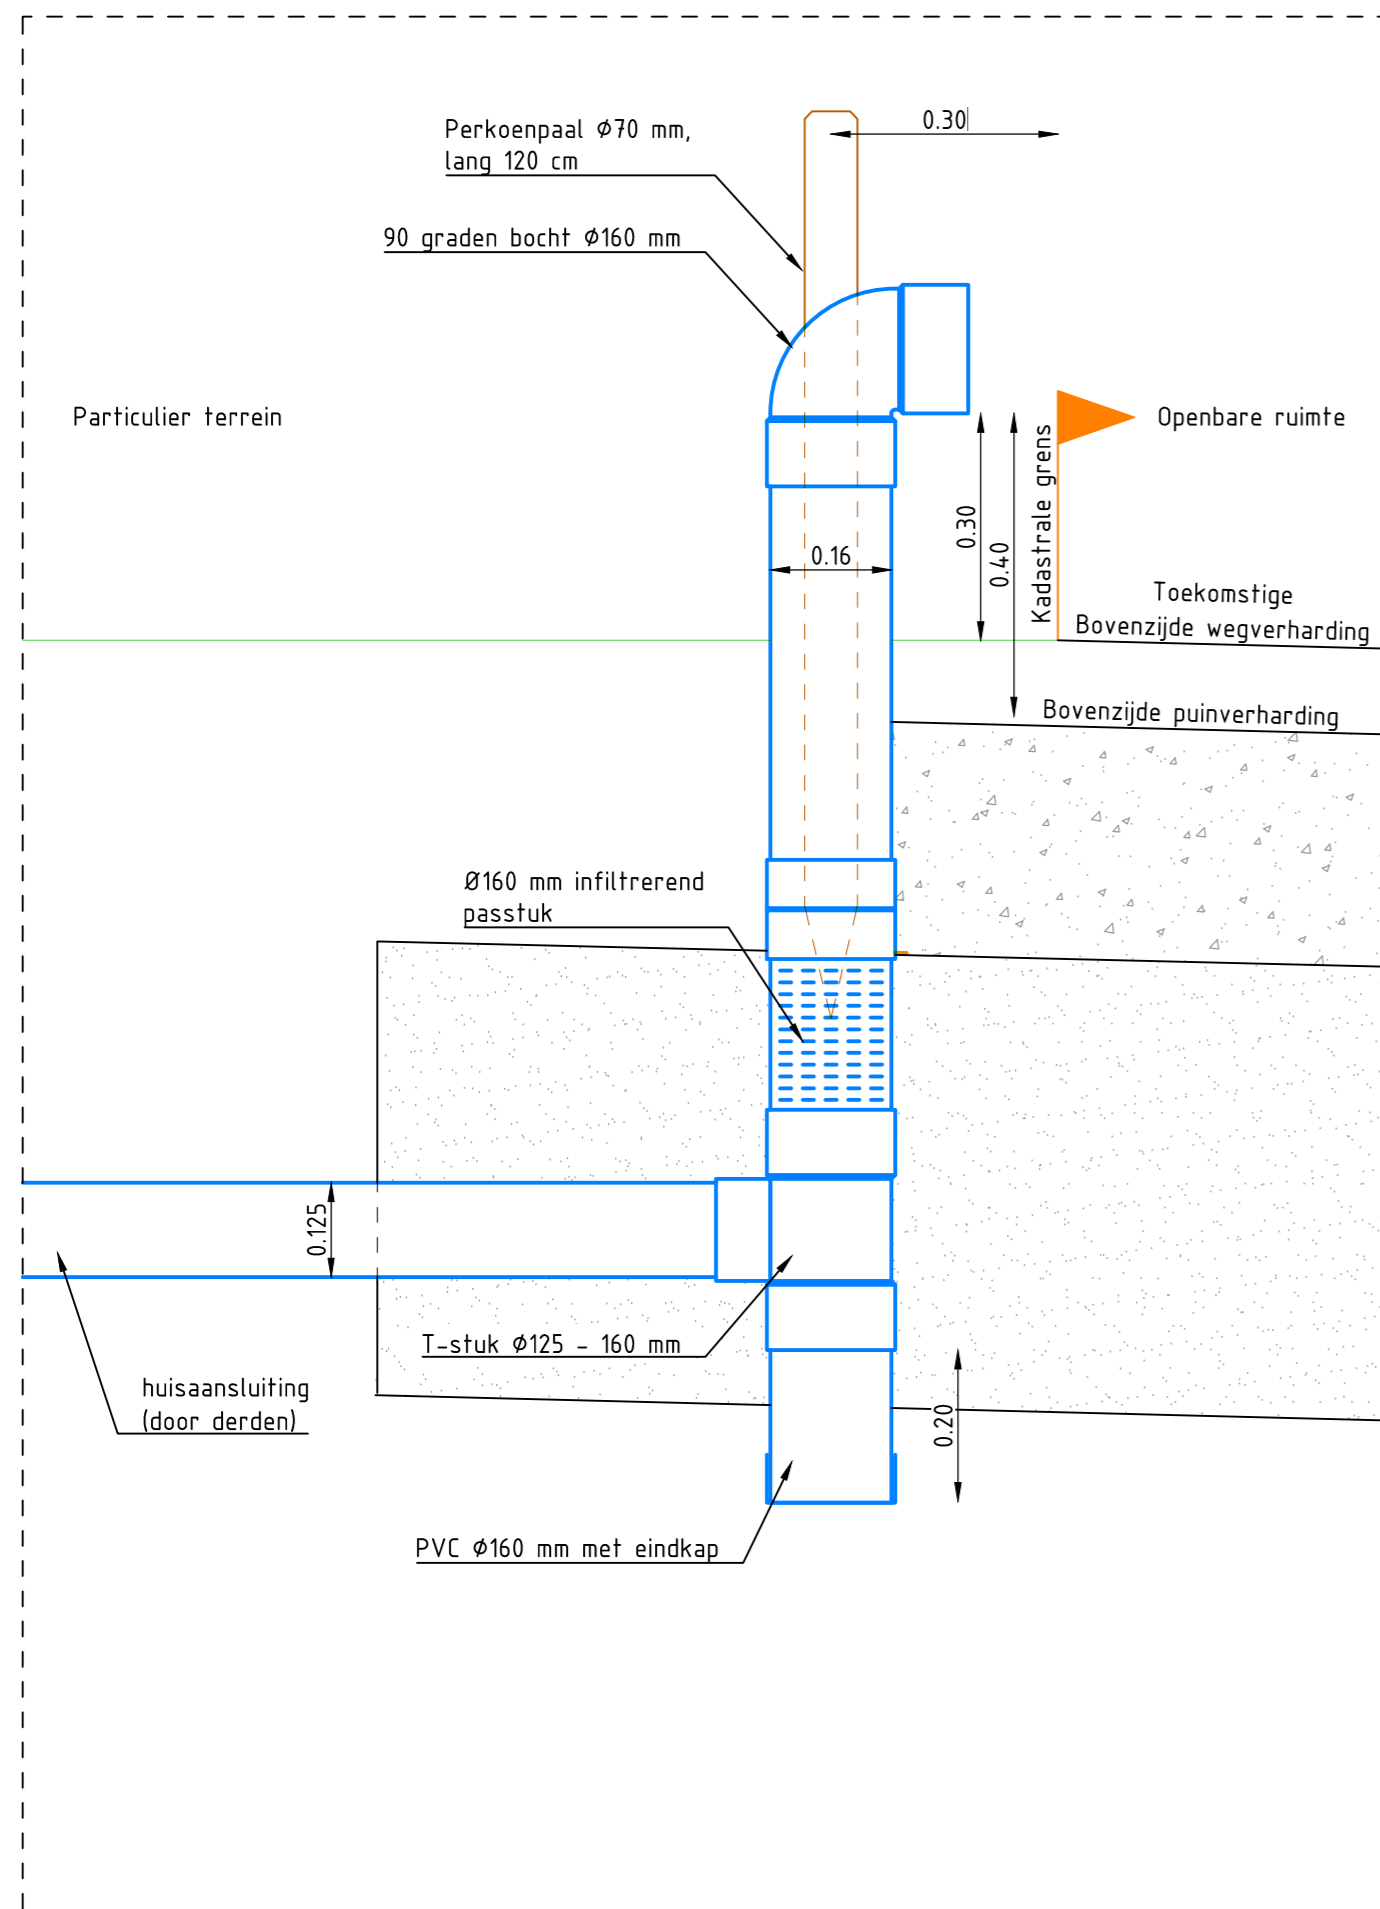 0.30
Perkoenpaal Ø70 mm,
lang 120 cm
90 graden bocht Ø160 mm
Particulier terrein
Openbare ruimte
Kadastrale grens
0.30
0.40
0.16
Toekomstige
Bovenzijde wegverharding
Bovenzijde puinverharding
Ø160 mm infiltrerend
passtuk
0.125
T-stuk Ø125 - 160 mm
huisaansluiting
(door derden)
0.20
PVC Ø160 mm met eindkap